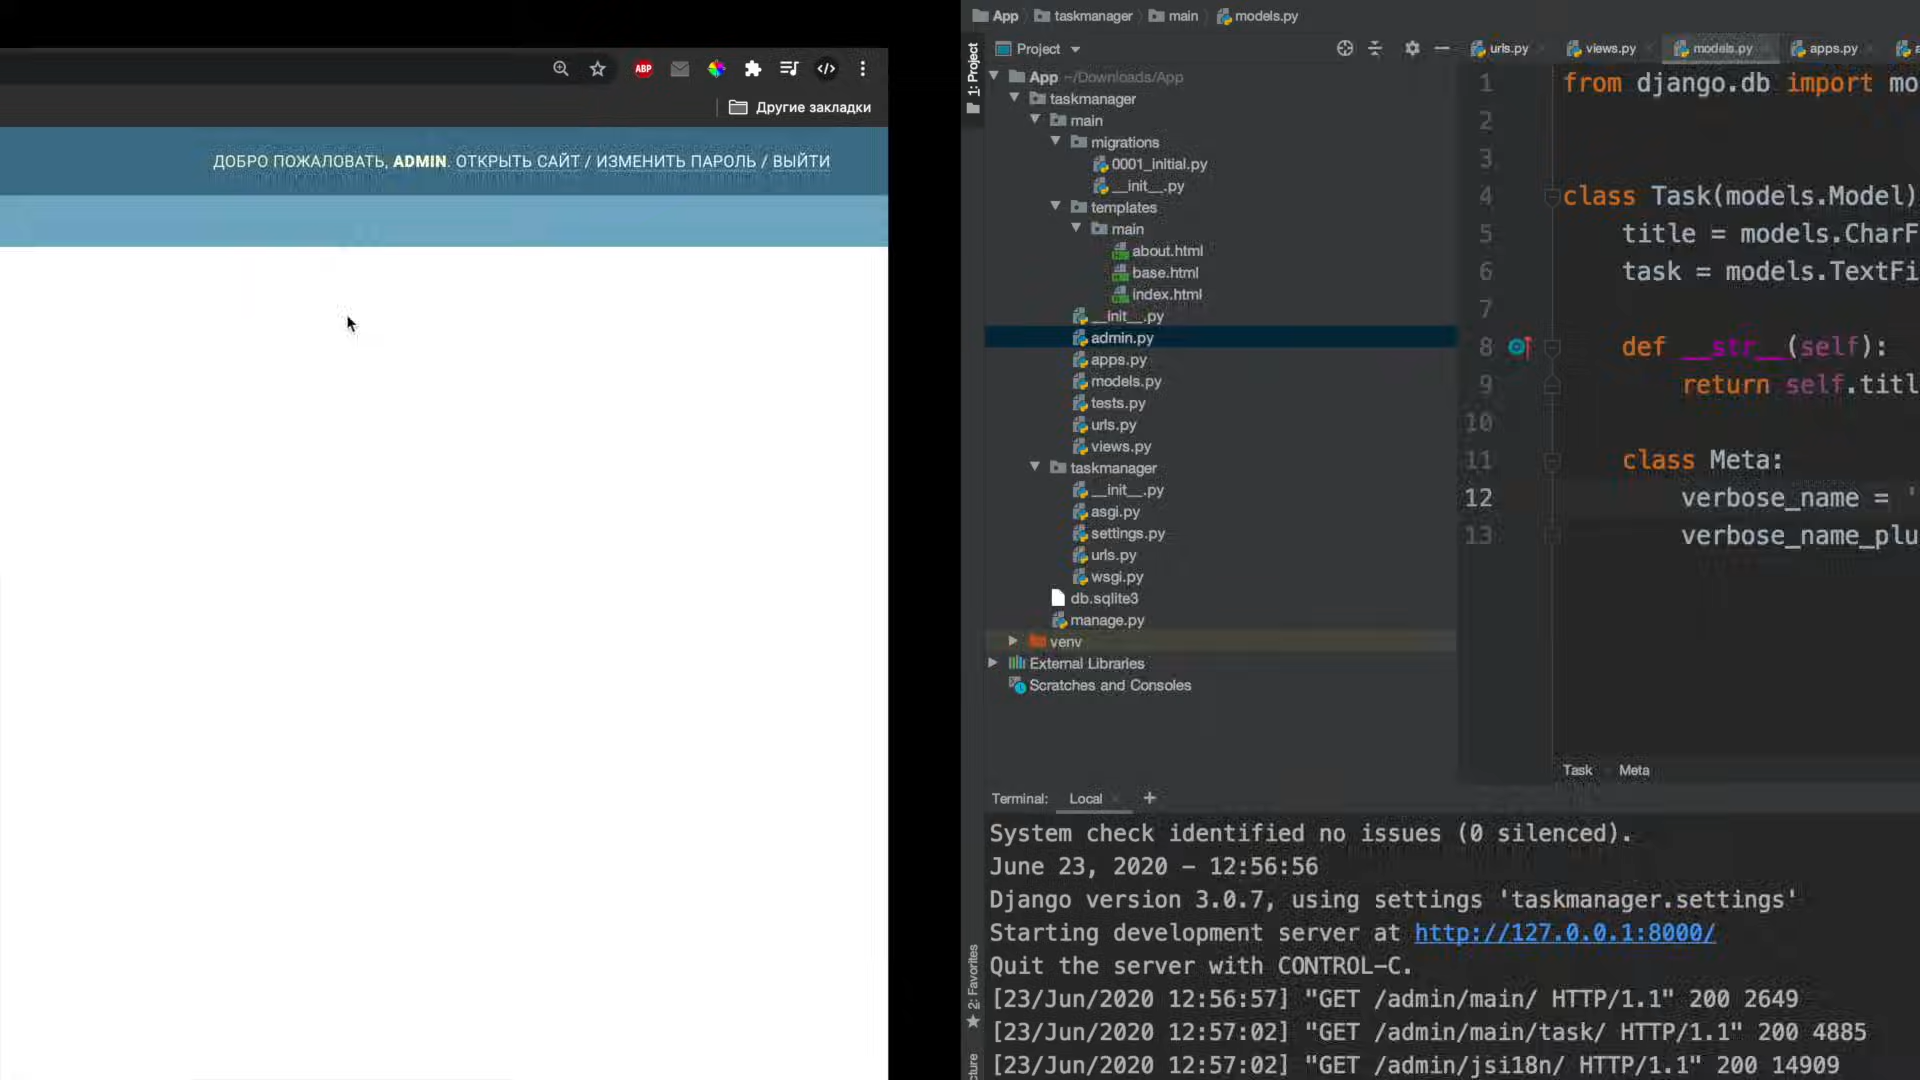 Другие закладки
ДОБРО ПОЖАЛОВАТЬ, ADMIN. ОТКРЫТЬ САЙТ / ИЗМЕНИТЬ ПАРОЛЬ / ВЫЙТИ
ABP
App
taskmanager
main
models.py
1: Project
Project
App ~/Downloads/App
taskmanager
main
migrations
0001_initial.py
__init__.py
templates
main
about.html
base.html
index.html
__init__.py
admin.py
apps.py
models.py
tests.py
urls.py
views.py
taskmanager
__init__.py
asgi.py
settings.py
urls.py
wsgi.py
db.sqlite3
manage.py
venv
External Libraries
Scratches and Consoles
urls.py
views.py
models.py
apps.py
1 from django.db import mo
2
3
4 class Task(models.Model)
5 title = models.CharF
6 task = models.TextFi
7
8 def __str__(self):
9 return self.titl
10
11 class Meta:
12 verbose_name = '
13 verbose_name_plu
Task Meta
Terminal: Local +
System check identified no issues (0 silenced).
June 23, 2020 - 12:56:56
Django version 3.0.7, using settings 'taskmanager.settings'
Starting development server at http://127.0.0.1:8000/
Quit the server with CONTROL-C.
[23/Jun/2020 12:56:57] "GET /admin/main/ HTTP/1.1" 200 2649
[23/Jun/2020 12:57:02] "GET /admin/main/task/ HTTP/1.1" 200 4885
[23/Jun/2020 12:57:02] "GET /admin/jsi18n/ HTTP/1.1" 200 14909
2: Favorites
cture